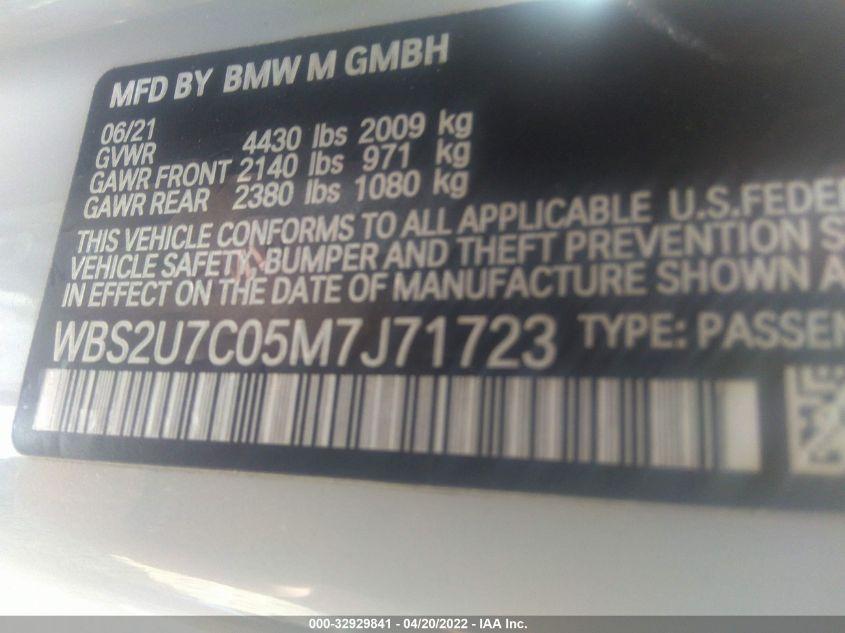 MFD BY BMW M GMBH
06/21
GVWR 4430 lbs 2009 kg
GAWR FRONT 2140 lbs 971 kg
GAWR REAR 2380 lbs 1080 kg
THIS VEHICLE CONFORMS TO ALL APPLICABLE U.S.FEDER
VEHICLE SAFETY, BUMPER AND THEFT PREVENTION S
IN EFFECT ON THE DATE OF MANUFACTURE SHOWN A
WBS2U7C05M7J71723 TYPE: PASSEN
000-32929841 - 04/20/2022 - IAA Inc.